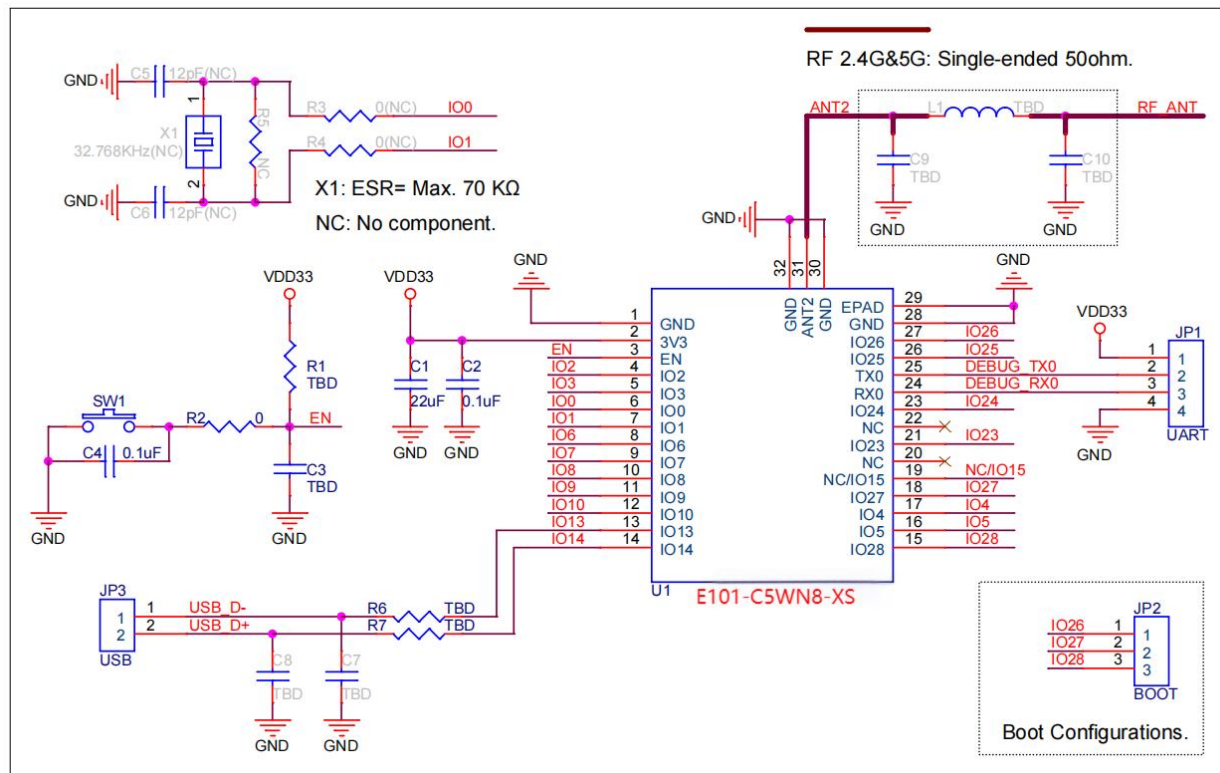 RF 2.4G&5G: Single-ended 50ohm.
GND
C5
12pF(NC)
1
X1
32.768KHz(NC)
2
R5
NC
R3
0(NC)
IO0
R4
0(NC)
IO1
GND
C6
12pF(NC)
X1: ESR= Max. 70 KΩ
NC: No component.
ANT2
L1
TBD
RF_ANT
C9
TBD
C10
TBD
GND
GND
GND
32
31
30
GND
ANT2
GND
VDD33
R1
TBD
SW1
R2
0
EN
C4
0.1uF
C3
TBD
GND
GND
VDD33
C1
22uF
C2
0.1uF
GND
GND
GND
1 GND
2 3V3
EN 3 EN
IO2 4 IO2
IO3 5 IO3
IO0 6 IO0
IO1 7 IO1
IO6 8 IO6
IO7 9 IO7
IO8 10 IO8
IO9 11 IO9
IO10 12 IO10
IO13 13 IO13
IO14 14 IO14
EPAD 29
GND 28
IO26 27 IO26
IO25 26 IO25
TX0 25 DEBUG_TX0
RX0 24 DEBUG_RX0
IO24 23 IO24
NC 22
IO23 21 IO23
NC 20
NC/IO15 19 NC/IO15
IO27 18 IO27
IO4 17 IO4
IO5 16 IO5
IO28 15 IO28
U1
E101-C5WN8-XS
GND
VDD33
GND
JP1
1 1
2 2
3 3
4 4
UART
JP3
1 1 USB_D-
2 2 USB_D+
USB
R6
TBD
R7
TBD
C8
TBD
C7
TBD
GND
GND
JP2
IO26 1 1
IO27 2 2
IO28 3 3
BOOT
Boot Configurations.